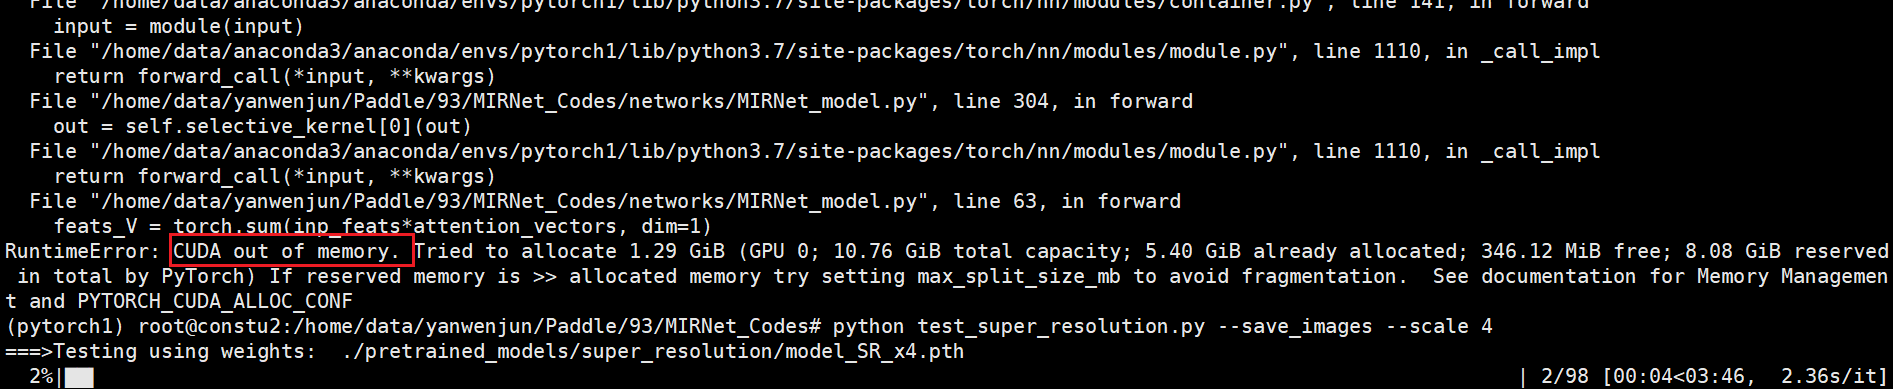 File "/home/data/anaconda3/anaconda/envs/pytorch1/lib/python3.7/site-packages/torch/nn/modules/container.py", line 141, in forward
input = module(input)
File "/home/data/anaconda3/anaconda/envs/pytorch1/lib/python3.7/site-packages/torch/nn/modules/module.py", line 1110, in _call_impl
return forward_call(*input, **kwargs)
File "/home/data/yanwenjun/Paddle/93/MIRNet_Codes/networks/MIRNet_model.py", line 304, in forward
out = self.selective_kernel[0](out)
File "/home/data/anaconda3/anaconda/envs/pytorch1/lib/python3.7/site-packages/torch/nn/modules/module.py", line 1110, in _call_impl
return forward_call(*input, **kwargs)
File "/home/data/yanwenjun/Paddle/93/MIRNet_Codes/networks/MIRNet_model.py", line 63, in forward
feats_V = torch.sum(inp_feats*attention_vectors, dim=1)
RuntimeError: CUDA out of memory. Tried to allocate 1.29 GiB (GPU 0; 10.76 GiB total capacity; 5.40 GiB already allocated; 346.12 MiB free; 8.08 GiB reserved
in total by PyTorch) If reserved memory is >> allocated memory try setting max_split_size_mb to avoid fragmentation.  See documentation for Memory Managemen
t and PYTORCH_CUDA_ALLOC_CONF
(pytorch1) root@constu2:/home/data/yanwenjun/Paddle/93/MIRNet_Codes# python test_super_resolution.py --save_images --scale 4
===>Testing using weights:  ./pretrained_models/super_resolution/model_SR_x4.pth
2%| | 2/98 [00:04<03:46,  2.36s/it]